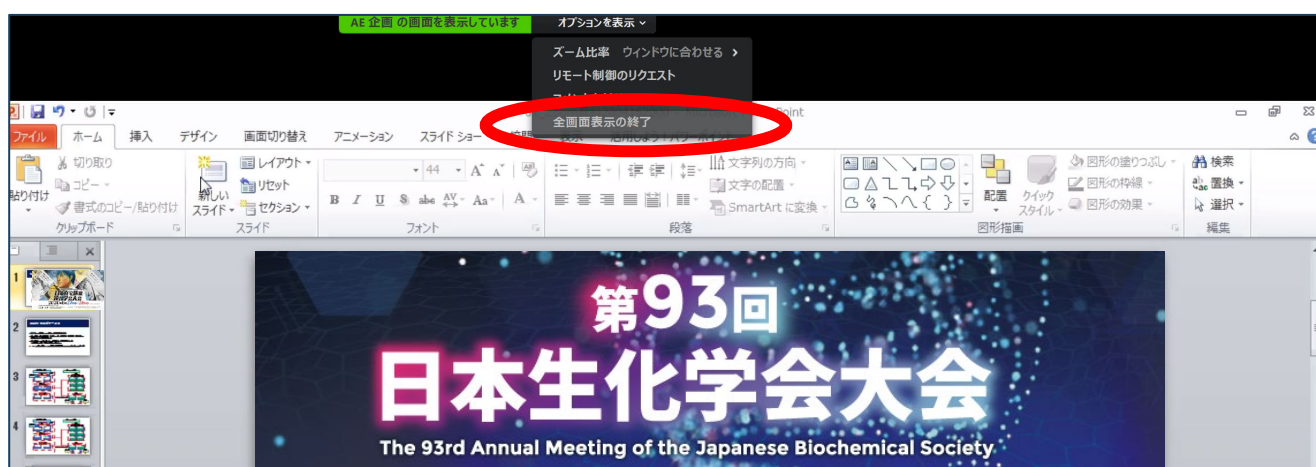 AE 企画 の画面を表示しています オプションを表示
ズーム比率 ウィンドウに合わせる
リモート制御のリクエスト
全画面表示の終了
ファイル ホーム 挿入 デザイン 画面切り替え アニメーション スライド ショー 表示
切り取り
コピー
書式のコピー/貼り付け
貼り付け
クリップボード
新しい
スライド
レイアウト
リセット
セクション
スライド
44
B I U S abc AV Aa A
フォント
文字列の方向
文字の配置
SmartArt に変換
段落
配置
クイック
スタイル
図形の塗りつぶし
図形の枠線
図形の効果
図形描画
検索
置換
選択
編集
1
2
3
4
第93回
日本生化学会大会
The 93rd Annual Meeting of the Japanese Biochemical Society